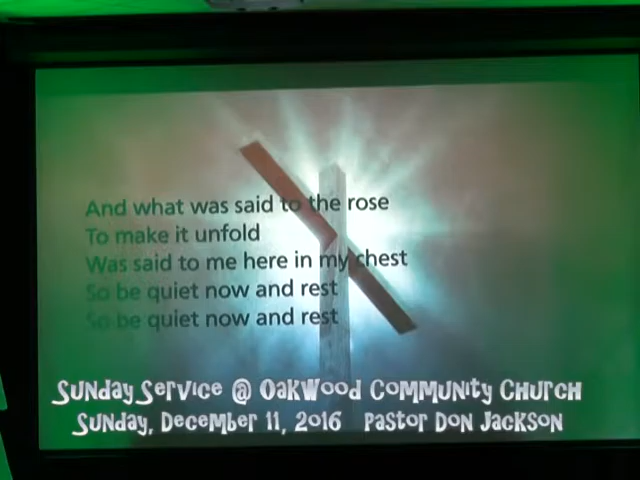 And what was said to the rose
To make it unfold
Was said to me here in my chest
So be quiet now and rest
So be quiet now and rest
Sunday Service @ Oakwood Community Church
Sunday, December 11, 2016 Pastor Don Jackson